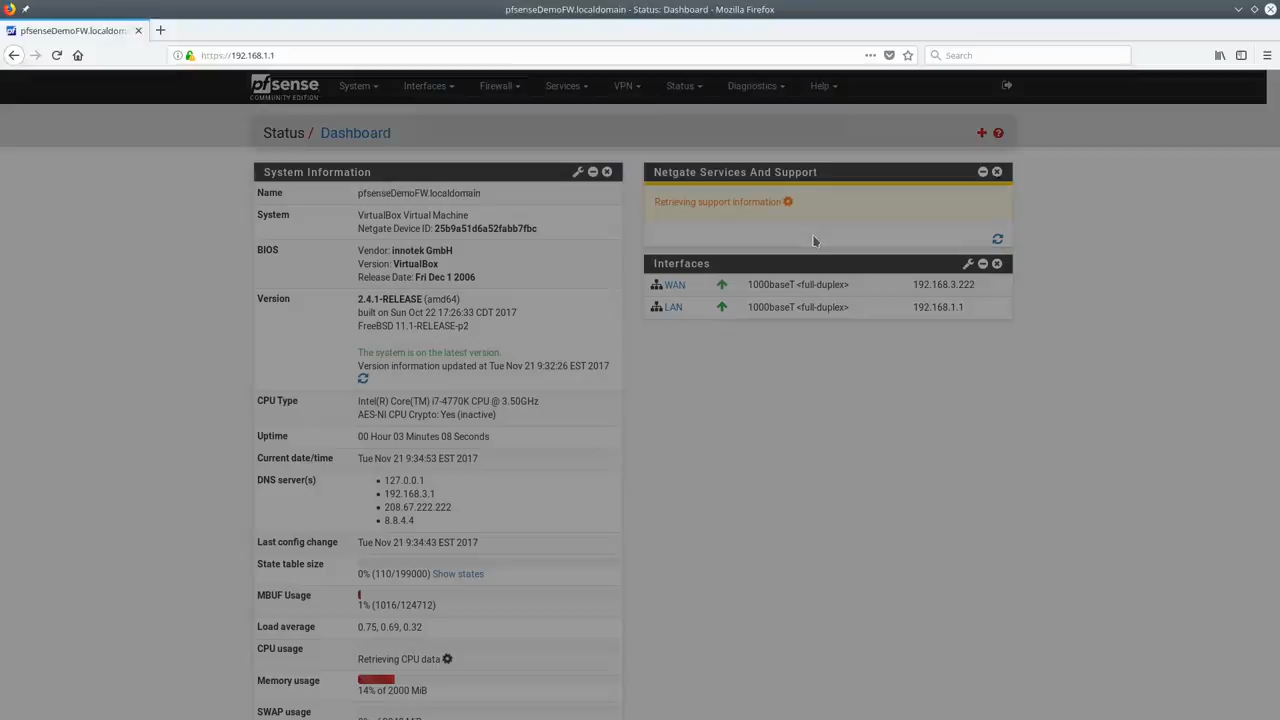 pfsenseDemoFW.localdomain - Status: Dashboard - Mozilla Firefox
pfsenseDemoFW.localdom
https://192.168.1.1
Search
pfsense
COMMUNITY EDITION
System
Interfaces
Firewall
Services
VPN
Status
Diagnostics
Help
Status / Dashboard
System Information
Name pfsenseDemoFW.localdomain
System VirtualBox Virtual Machine
Netgate Device ID: 25b9a51d6a52fabb7fbc
BIOS Vendor: innotek GmbH
Version: VirtualBox
Release Date: Fri Dec 1 2006
Version 2.4.1-RELEASE (amd64)
built on Sun Oct 22 17:26:33 CDT 2017
FreeBSD 11.1-RELEASE-p2
The system is on the latest version.
Version information updated at Tue Nov 21 9:32:26 EST 2017
CPU Type Intel(R) Core(TM) i7-4770K CPU @ 3.50GHz
AES-NI CPU Crypto: Yes (inactive)
Uptime 00 Hour 03 Minutes 08 Seconds
Current date/time Tue Nov 21 9:34:53 EST 2017
DNS server(s) 127.0.0.1
192.168.3.1
208.67.222.222
8.8.4.4
Last config change Tue Nov 21 9:34:43 EST 2017
State table size
0% (110/199000) Show states
MBUF Usage
1% (1016/124712)
Load average 0.75, 0.69, 0.32
CPU usage
Retrieving CPU data
Memory usage
14% of 2000 MiB
SWAP usage
Netgate Services And Support
Retrieving support information
Interfaces
WAN 1000baseT <full-duplex> 192.168.3.222
LAN 1000baseT <full-duplex> 192.168.1.1